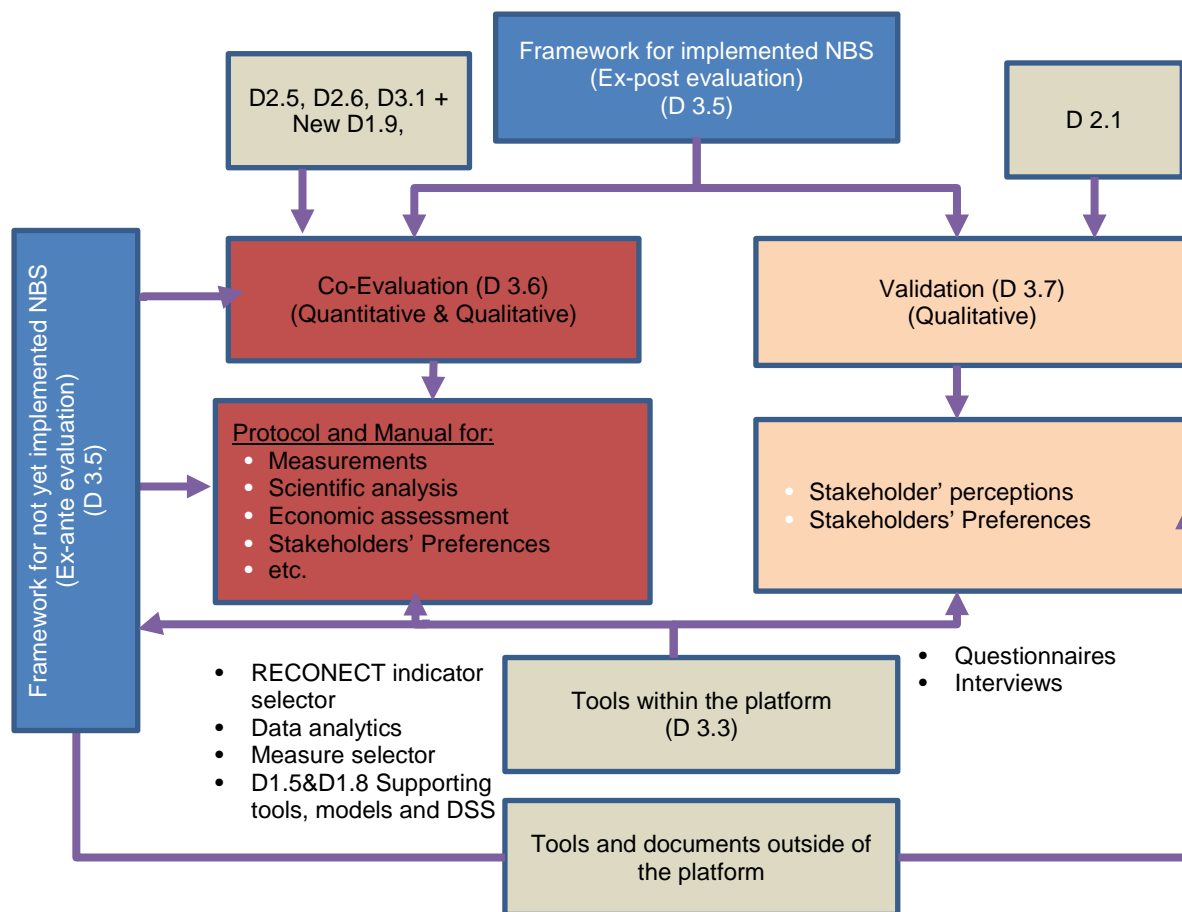 Framework for implemented NBS
(Ex-post evaluation)
(D 3.5)
D2.5, D2.6, D3.1 +
New D1.9,
D 2.1
Framework for not yet implemented NBS
(Ex-ante evaluation)
(D 3.5)
Co-Evaluation (D 3.6)
(Quantitative & Qualitative)
Validation (D 3.7)
(Qualitative)
Protocol and Manual for:
• Measurements
• Scientific analysis
• Economic assessment
• Stakeholders’ Preferences
• etc.
• Stakeholder’ perceptions
• Stakeholders’ Preferences
• RECONECT indicator
selector
• Data analytics
• Measure selector
• D1.5&D1.8 Supporting
tools, models and DSS
Tools within the platform
(D 3.3)
• Questionnaires
• Interviews
Tools and documents outside of
the platform